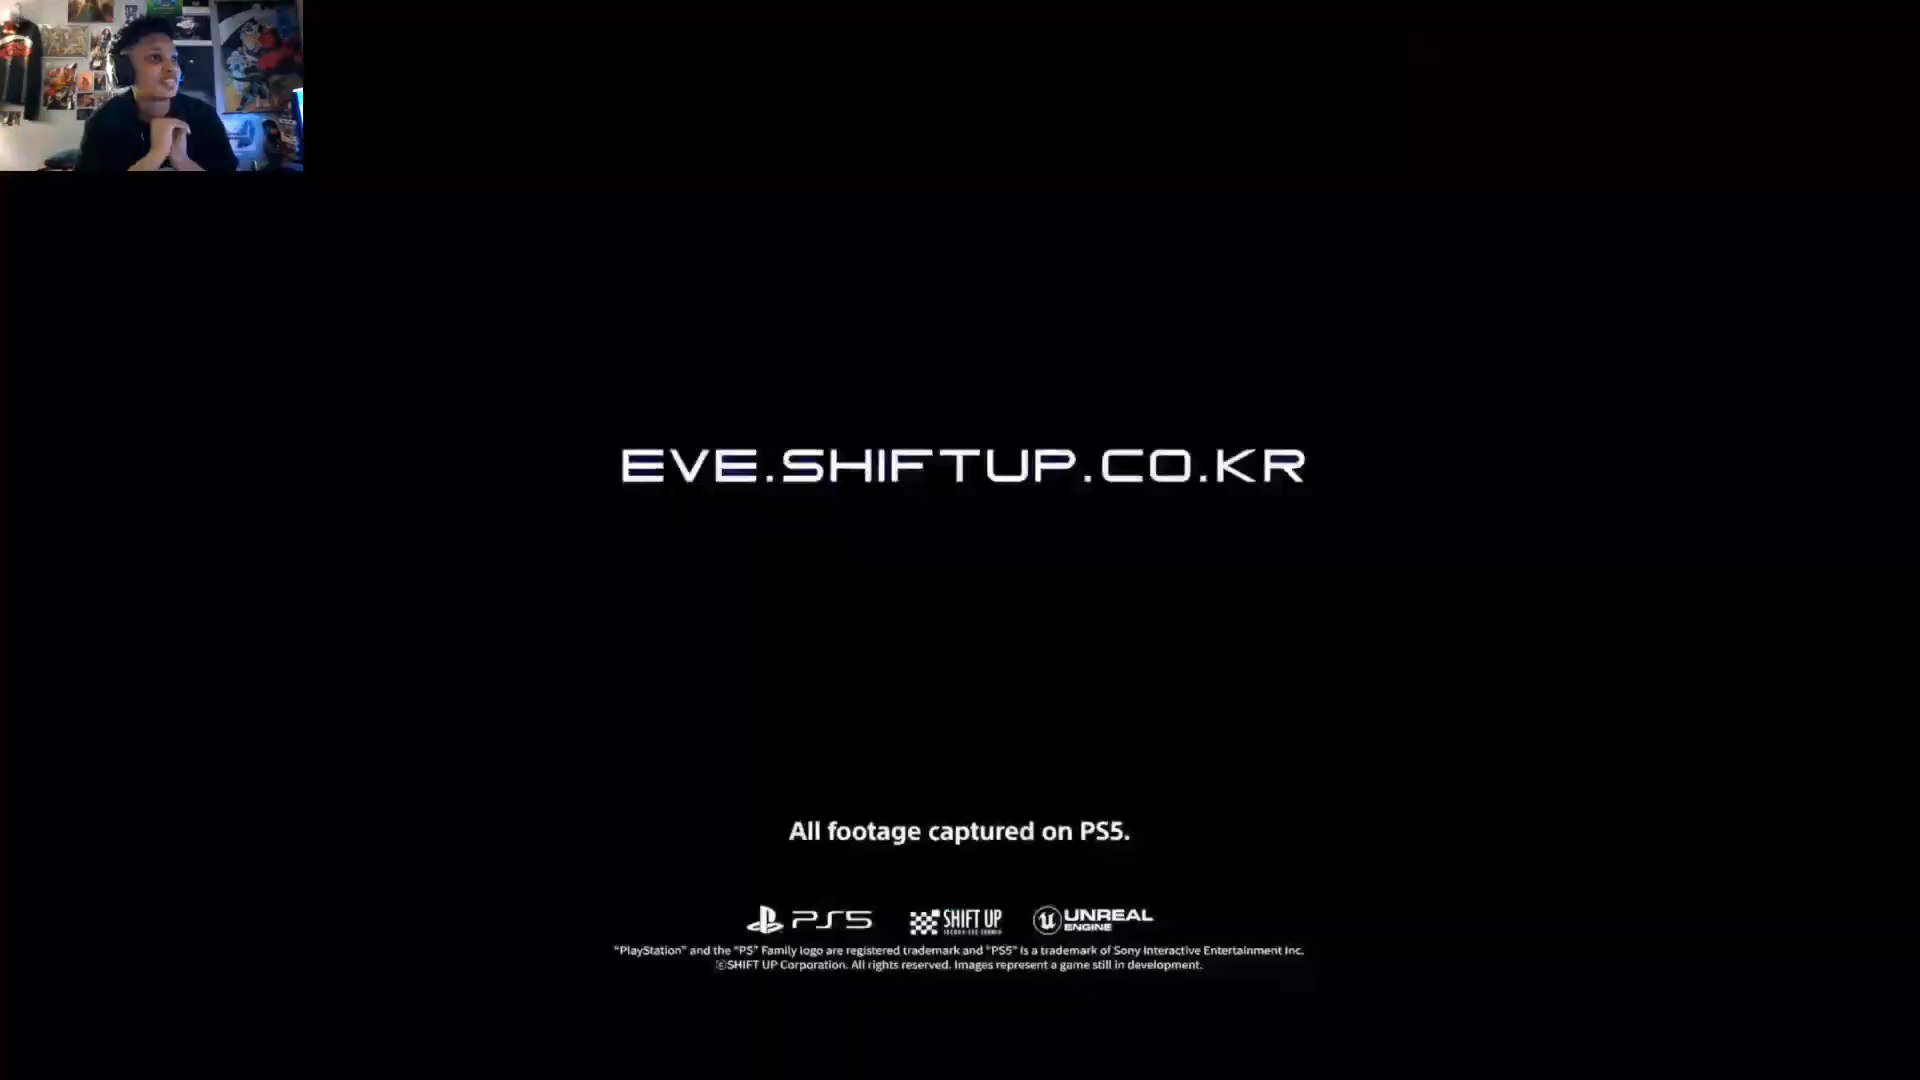 EVE.SHIFTUP.CO.KR
All footage captured on PS5.
PS5 SHIFT UP UNREAL ENGINE
"PlayStation" and the "PS" Family logo are registered trademark and "PS5" is a trademark of Sony Interactive Entertainment Inc.
©SHIFT UP Corporation. All rights reserved. Images represent a game still in development.